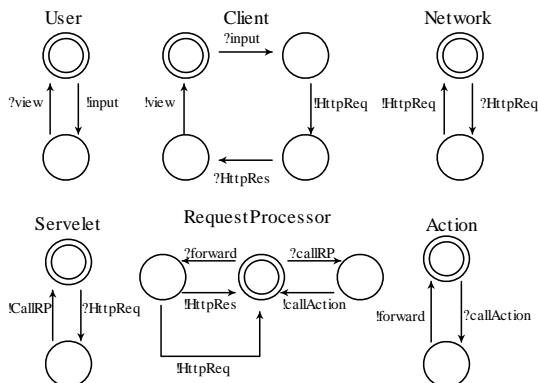 User
Client
Network
?input
?view
!input
!view
!HttpReq
!HttpReq
?HttpReq
?HttpRes
Servelet
RequestProcessor
Action
?forward
?callRP
!CallRP
?HttpReq
!HttpRes
!callAction
!forward
?callAction
!HttpReq